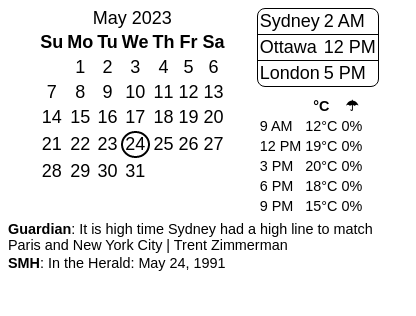 May 2023
Su Mo Tu We Th Fr Sa
1 2 3 4 5 6
7 8 9 10 11 12 13
14 15 16 17 18 19 20
21 22 23 24 25 26 27
28 29 30 31
Sydney 2 AM
Ottawa 12 PM
London 5 PM
°C ☂
9 AM 12°C 0%
12 PM 19°C 0%
3 PM 20°C 0%
6 PM 18°C 0%
9 PM 15°C 0%
Guardian: It is high time Sydney had a high line to match
Paris and New York City | Trent Zimmerman
SMH: In the Herald: May 24, 1991